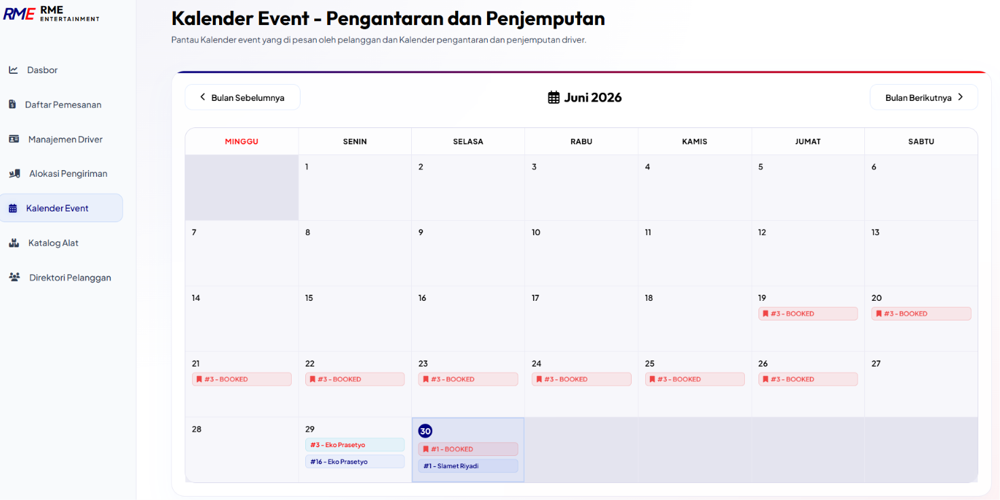 RME RME
ENTERTAINMENT
Dasbor
Daftar Pemesanan
Manajemen Driver
Alokasi Pengiriman
Kalender Event
Katalog Alat
Direktori Pelanggan
Kalender Event - Pengantaran dan Penjemputan
Pantau Kalender event yang di pesan oleh pelanggan dan Kalender pengantaran dan penjemputan driver.
Bulan Sebelumnya Juni 2026 Bulan Berikutnya
MINGGU SENIN SELASA RABU KAMIS JUMAT SABTU
1 2 3 4 5 6
7 8 9 10 11 12 13
14 15 16 17 18 19 20
#3 - BOOKED #3 - BOOKED
21 22 23 24 25 26 27
#3 - BOOKED #3 - BOOKED #3 - BOOKED #3 - BOOKED #3 - BOOKED #3 - BOOKED
28 29 30
#3 - Eko Prasetyo #1 - BOOKED
#16 - Eko Prasetyo #1 - Slamet Riyadi